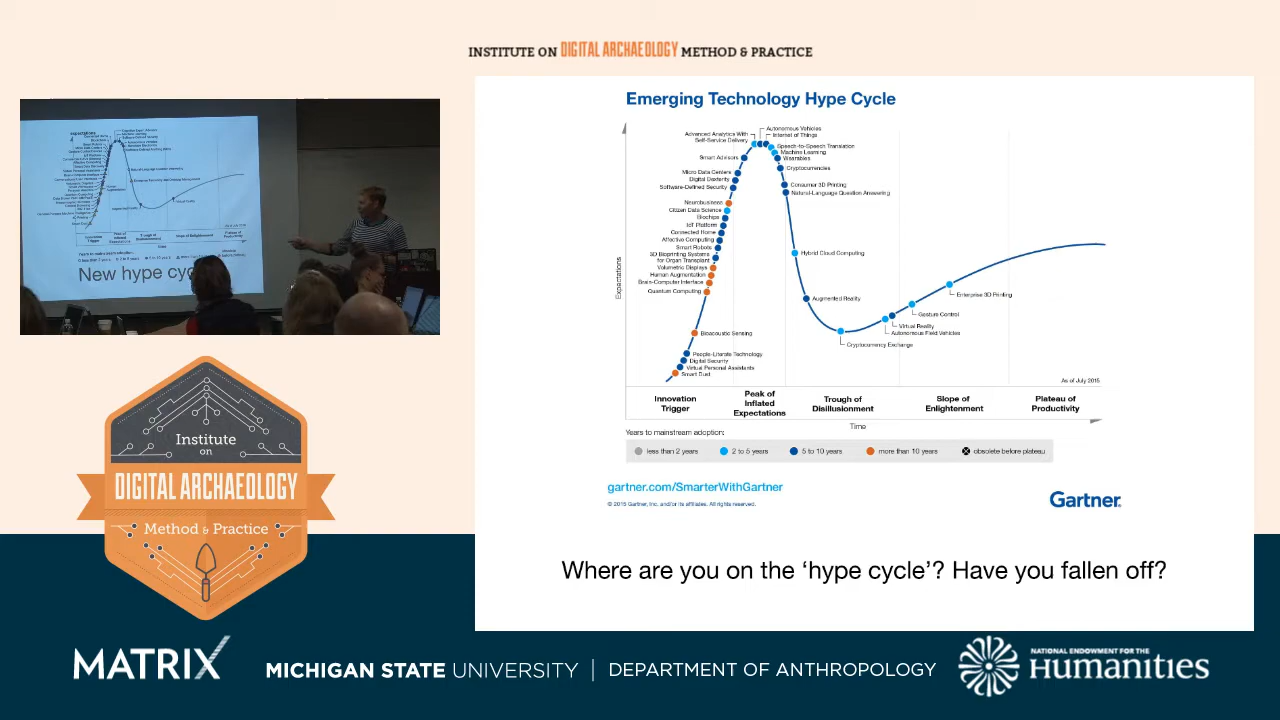 INSTITUTE ON DIGITAL ARCHAEOLOGY METHOD & PRACTICE
Emerging Technology Hype Cycle
Expectations
Advanced Analytics With
Self-Service Delivery
Autonomous Vehicles
Internet of Things
Speech-to-Speech Translation
Machine Learning
Wearables
Smart Advisors
Cryptocurrencies
Micro Data Centers
Digital Dexterity
Software-Defined Security
Consumer 3D Printing
Natural-Language Question Answering
Neurobusiness
Citizen Data Science
Biochips
IoT Platform
Connected Home
Affective Computing
Smart Robots
3D Bioprinting Systems
for Organ Transplant
Volumetric Displays
Human Augmentation
Brain-Computer Interface
Quantum Computing
Hybrid Cloud Computing
Augmented Reality
Enterprise 3D Printing
Gesture Control
Virtual Reality
Autonomous Field Vehicles
Cryptocurrency Exchange
Bioacoustic Sensing
People-Literate Technology
Digital Security
Virtual Personal Assistants
Smart Dust
As of July 2015
Innovation
Trigger
Peak of
Inflated
Expectations
Trough of
Disillusionment
Slope of
Enlightenment
Plateau of
Productivity
Time
Years to mainstream adoption:
less than 2 years
2 to 5 years
5 to 10 years
more than 10 years
obsolete before plateau
gartner.com/SmarterWithGartner
© 2015 Gartner, Inc. and/or its affiliates. All rights reserved.
Gartner
Where are you on the ‘hype cycle’? Have you fallen off?
New hype cyc
Institute
on
DIGITAL ARCHAEOLOGY
Method & Practice
MATRIX
MICHIGAN STATE UNIVERSITY | DEPARTMENT OF ANTHROPOLOGY
NATIONAL ENDOWMENT FOR THE
Humanities